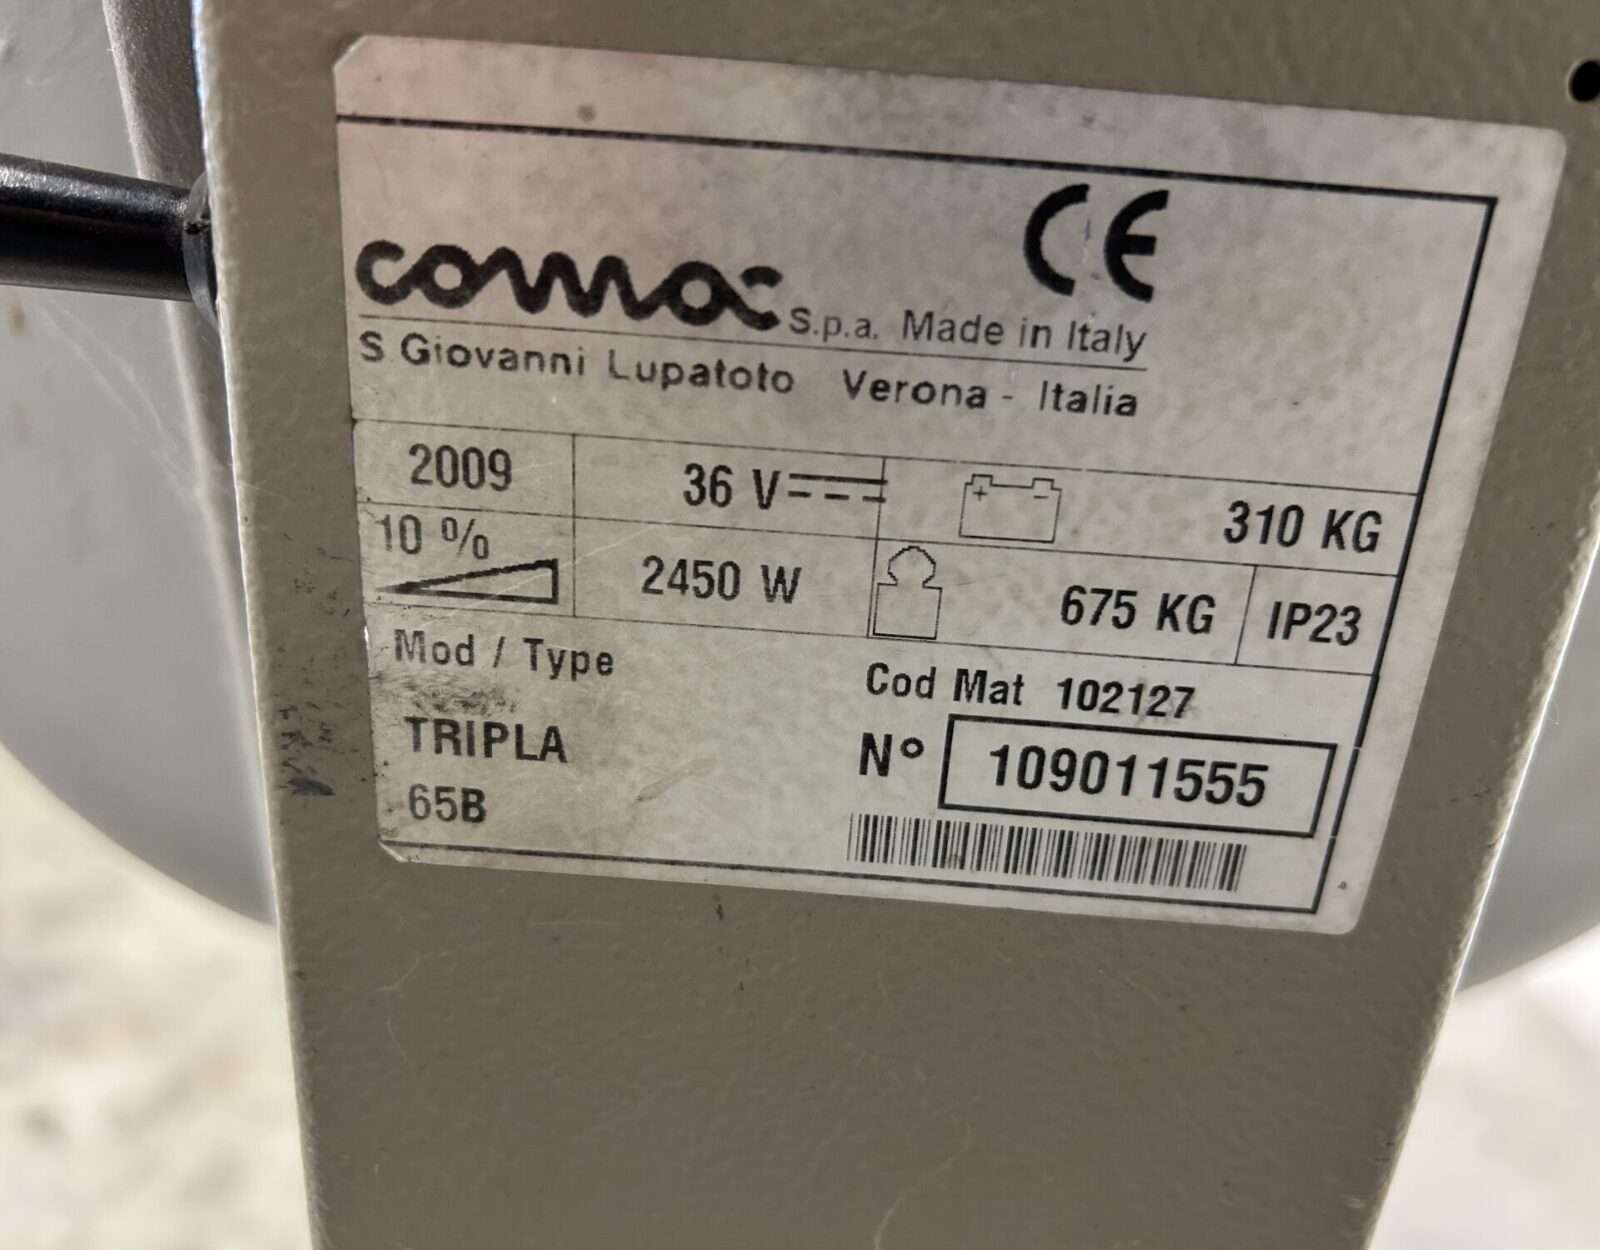 CE
comac S.p.a. Made in Italy
S.Giovanni Lupatoto Verona - Italia
2009 36 V + - 310 KG
10 % 2450 W 675 KG IP23
Mod / Type
Cod Mat 102127
TRIPLA
N° 109011555
65B